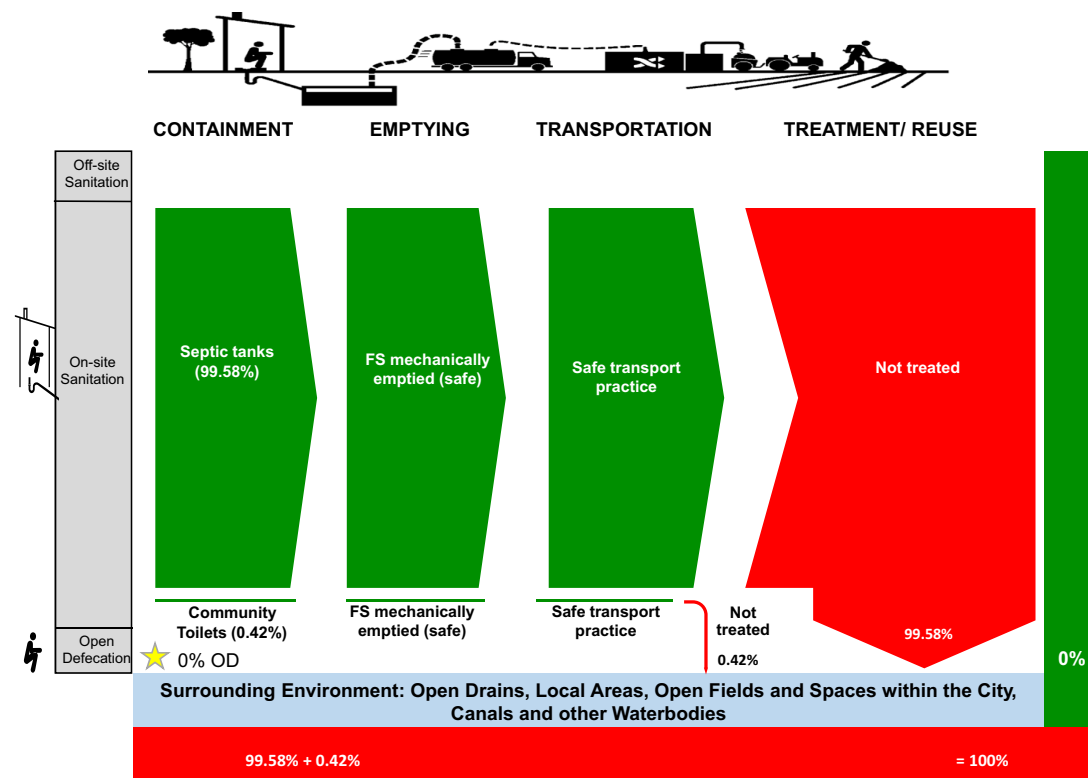 CONTAINMENT
EMPTYING
TRANSPORTATION
TREATMENT/ REUSE
Off-site
Sanitation
On-site
Sanitation
Septic tanks
(99.58%)
FS mechanically
emptied (safe)
Safe transport
practice
Not treated
Community
Toilets (0.42%)
FS mechanically
emptied (safe)
Safe transport
practice
Not
treated
0.42%
99.58%
Open
Defecation
0% OD
0%
Surrounding Environment: Open Drains, Local Areas, Open Fields and Spaces within the City,
Canals and other Waterbodies
99.58% + 0.42%
= 100%